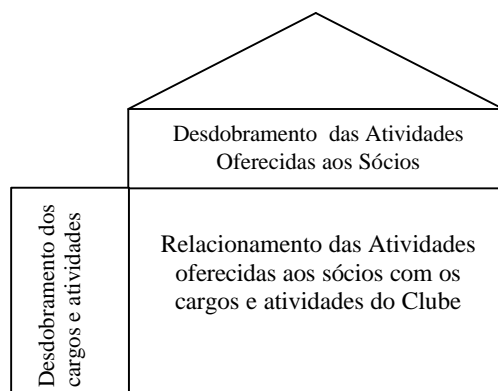 Desdobramento das Atividades
Oferecidas aos Sócios
Desdobramento dos
cargos e atividades
Relacionamento das Atividades
oferecidas aos sócios com os
cargos e atividades do Clube